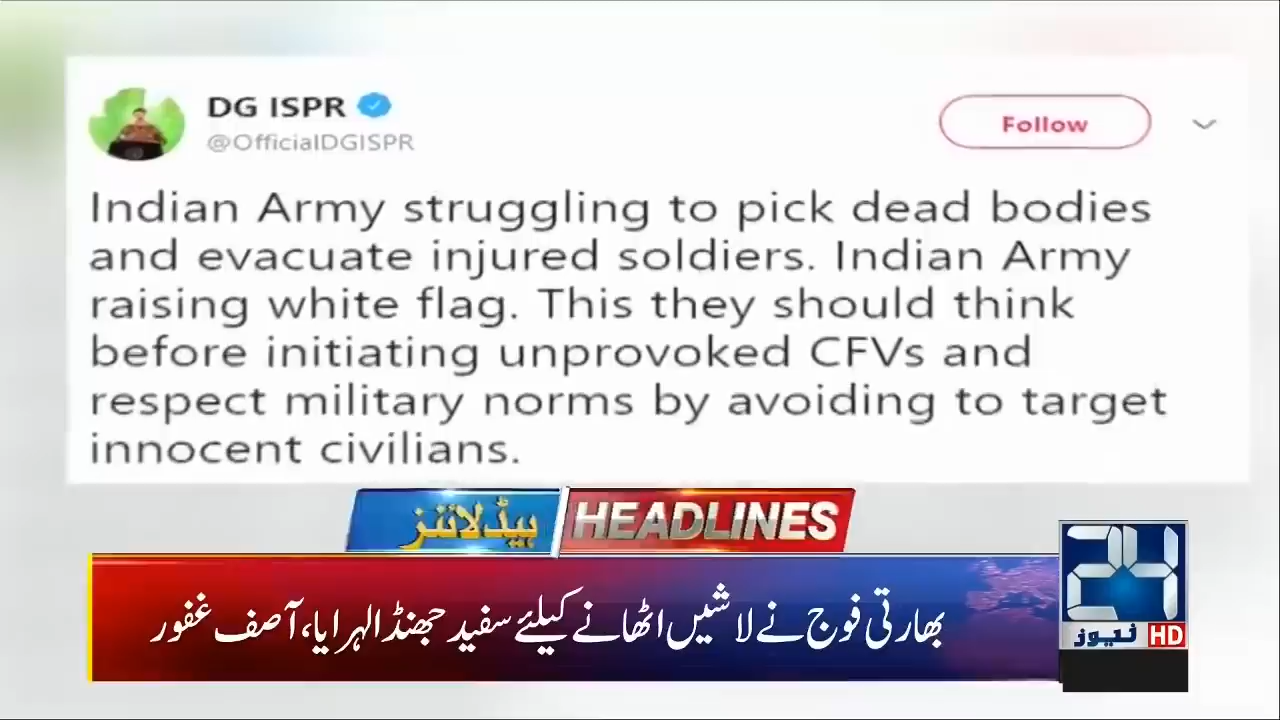 DG ISPR
@OfficialDGISPR
Follow
Indian Army struggling to pick dead bodies
and evacuate injured soldiers. Indian Army
raising white flag. This they should think
before initiating unprovoked CFVs and
respect military norms by avoiding to target
innocent civilians.
ہیڈلائنز HEADLINES
بھارتی فوج نے لاشیں اٹھانے کیلئے سفید جھنڈا لہرایا، آصف غفور
24
نیوز HD